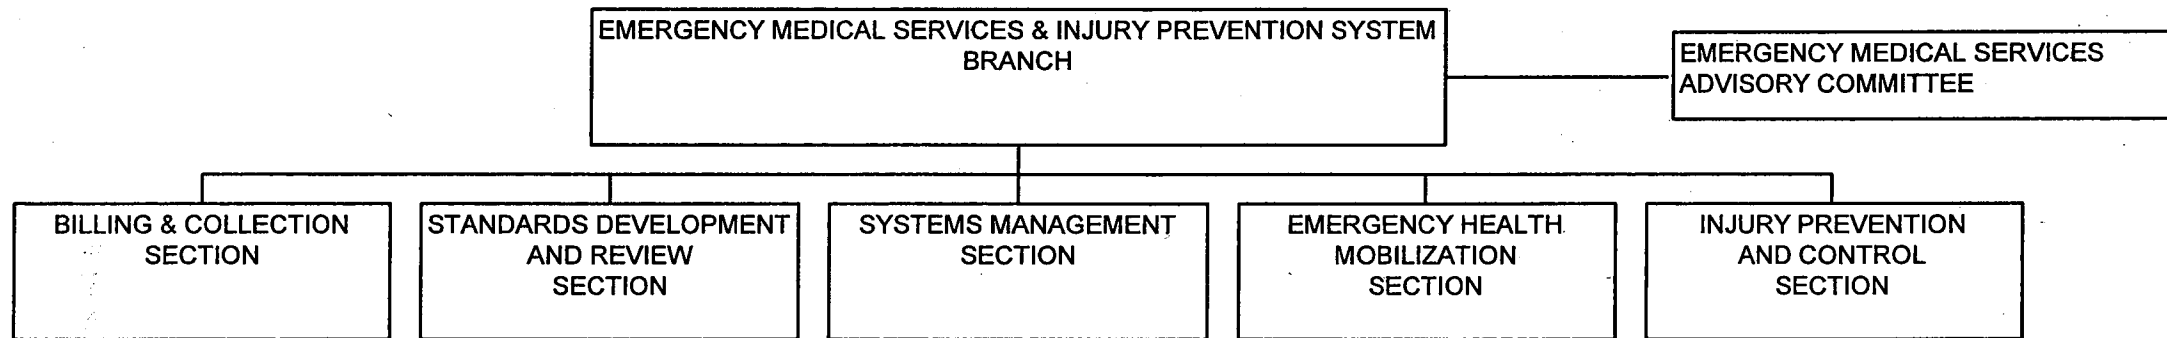 EMERGENCY MEDICAL SERVICES & INJURY PREVENTION SYSTEM
BRANCH
EMERGENCY MEDICAL SERVICES
ADVISORY COMMITTEE
BILLING & COLLECTION
SECTION
STANDARDS DEVELOPMENT
AND REVIEW
SECTION
SYSTEMS MANAGEMENT
SECTION
EMERGENCY HEALTH
MOBILIZATION
SECTION
INJURY PREVENTION
AND CONTROL
SECTION